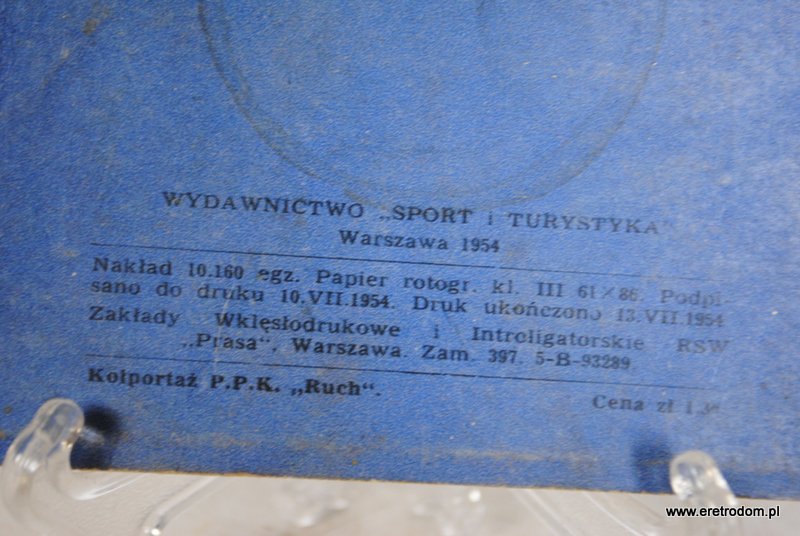 WYDAWNICTWO „SPORT i TURYSTYKA”
Warszawa 1954
Nakład 10.160 egz. Papier rotogr. kl. III 61×86. Podpi
sano do druku 10.VII.1954. Druk ukończono 13.VII.1954
Zakłady Wklęsłodrukowe i Introligatorskie RSW
„Prasa”, Warszawa. Zam. 397. 5-B-93289.
Kolportaż P.P.K. „Ruch”.
Cena zł
www.eretrodom.pl